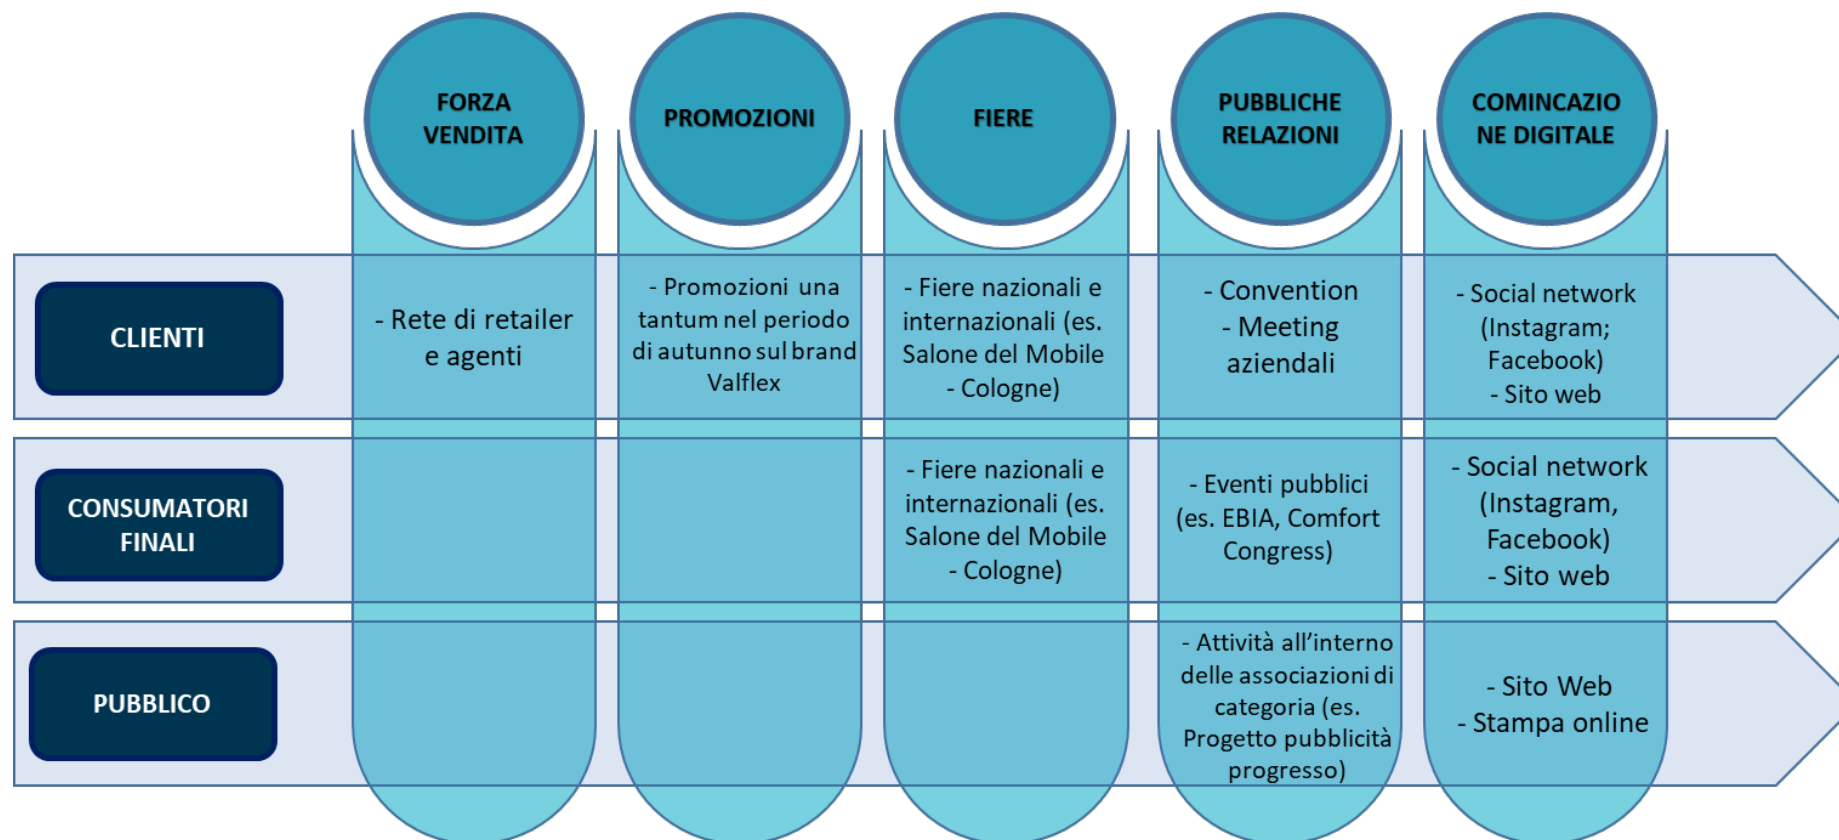 FORZA
VENDITA
PROMOZIONI
FIERE
PUBBLICHE
RELAZIONI
COMINCAZIO
NE DIGITALE
CLIENTI
- Rete di retailer
e agenti
- Promozioni una
tantum nel periodo
di autunno sul brand
Valflex
- Fiere nazionali e
internazionali (es.
Salone del Mobile
- Cologne)
- Convention
- Meeting
aziendali
- Social network
(Instagram;
Facebook)
- Sito web
CONSUMATORI
FINALI
- Fiere nazionali e
internazionali (es.
Salone del Mobile
- Cologne)
- Eventi pubblici
(es. EBIA, Comfort
Congress)
- Social network
(Instagram,
Facebook)
- Sito web
PUBBLICO
- Attività all’interno
delle associazioni di
categoria (es.
Progetto pubblicità
progresso)
- Sito Web
- Stampa online